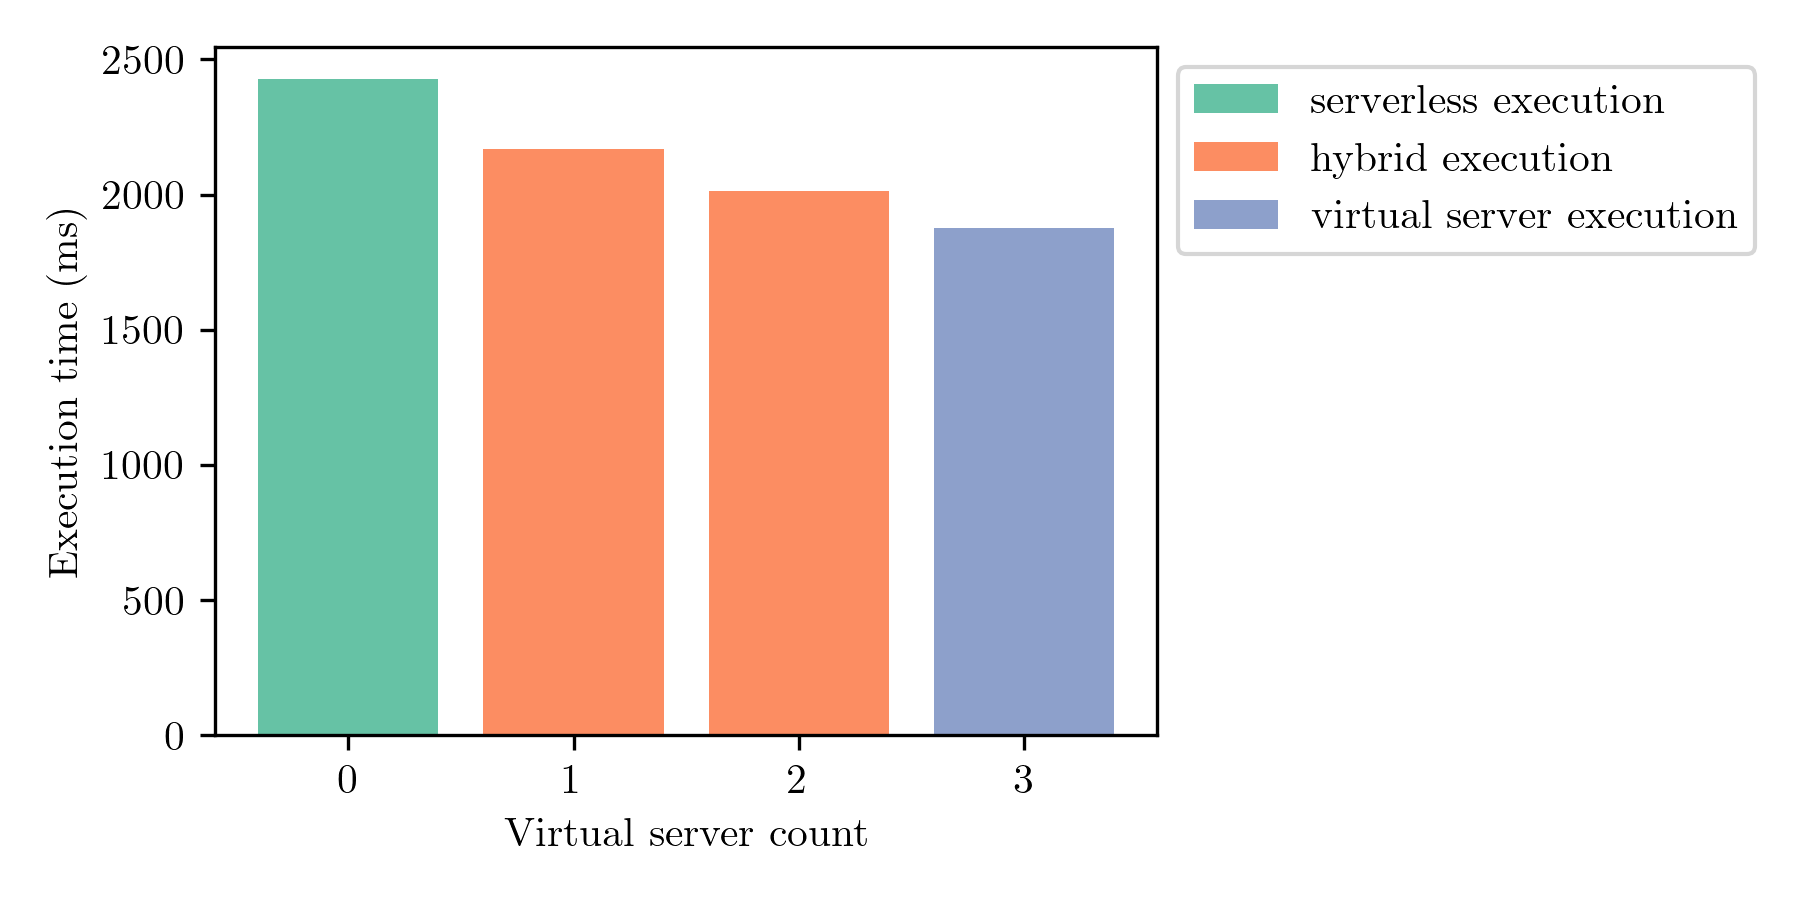 2500
2000
1500
1000
500
0
Execution time (ms)
0 1 2 3
Virtual server count
serverless execution
hybrid execution
virtual server execution